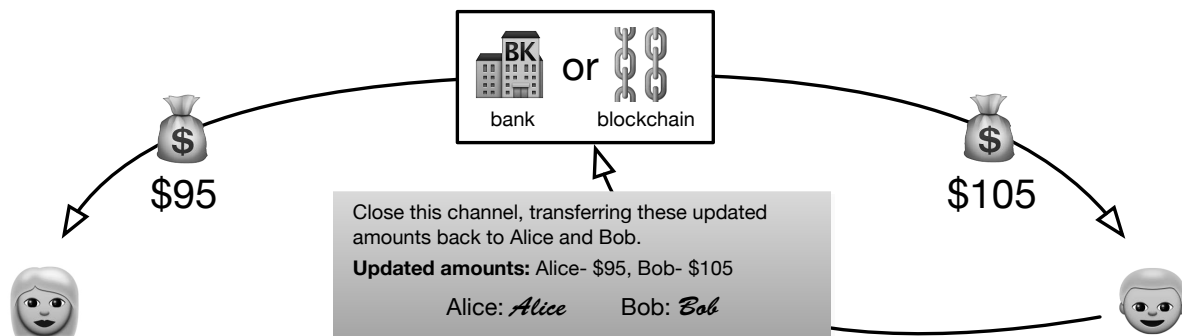 BK
or
bank
blockchain
$
$95
$
$105
Close this channel, transferring these updated
amounts back to Alice and Bob.
Updated amounts: Alice- $95, Bob- $105
Alice: Alice Bob: Bob